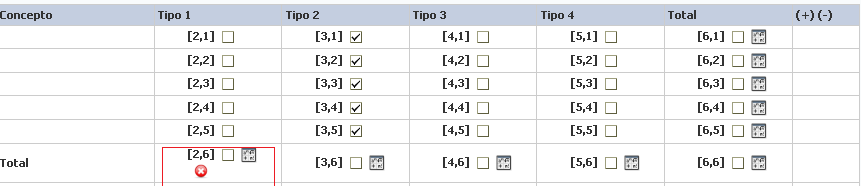 Concepto Tipo 1 Tipo 2 Tipo 3 Tipo 4 Total (+) (-)
[2,1] [3,1] [4,1] [5,1] [6,1]
[2,2] [3,2] [4,2] [5,2] [6,2]
[2,3] [3,3] [4,3] [5,3] [6,3]
[2,4] [3,4] [4,4] [5,4] [6,4]
[2,5] [3,5] [4,5] [5,5] [6,5]
Total [2,6] [3,6] [4,6] [5,6] [6,6]